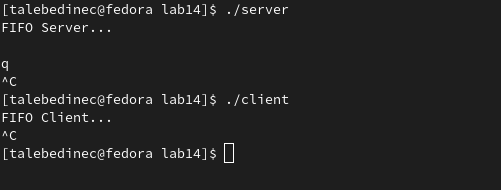 [talebedinec@fedora lab14]$ ./server
FIFO Server...
q
^C
[talebedinec@fedora lab14]$ ./client
FIFO Client...
^C
[talebedinec@fedora lab14]$